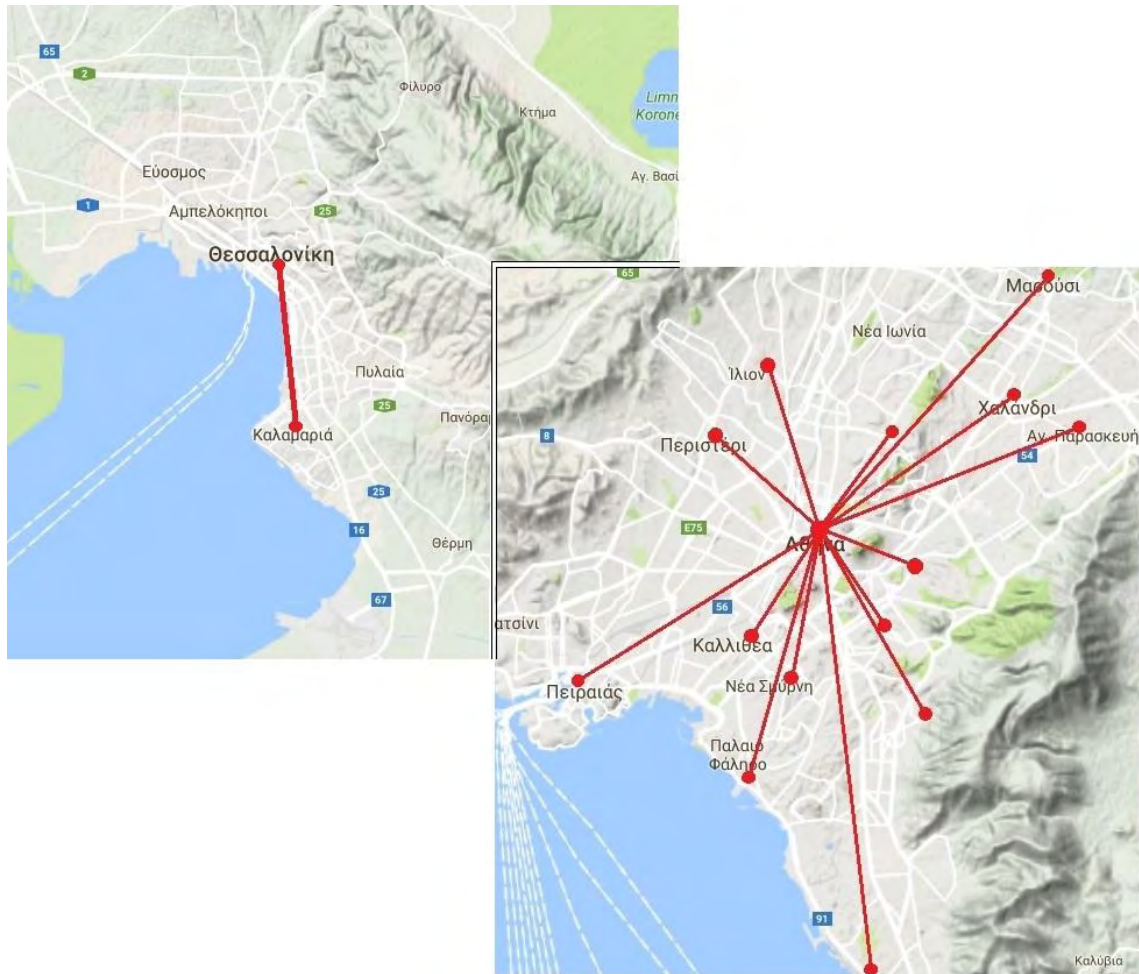 65
2
Φίλυρο
Κτήμα
Limn
Korone
Εύοσμος
Αγ. Βασί
1
Αμπελόκηποι
25
Θεσσαλονίκη
Πυλαία
25
Πανόραμ
Καλαμαριά
25
16
Θέρμη
67
65
Μαρούσι
Νέα Ιωνία
Ίλιον
Χαλάνδρι
Περιστέρι
8
Αγ. Παρασκευή
54
E75
Αθήνα
56
ατσίνι
Καλλιθέα
Πειραιάς
Νέα Σμύρνη
Παλαιό
Φάληρο
91
Καλύβια